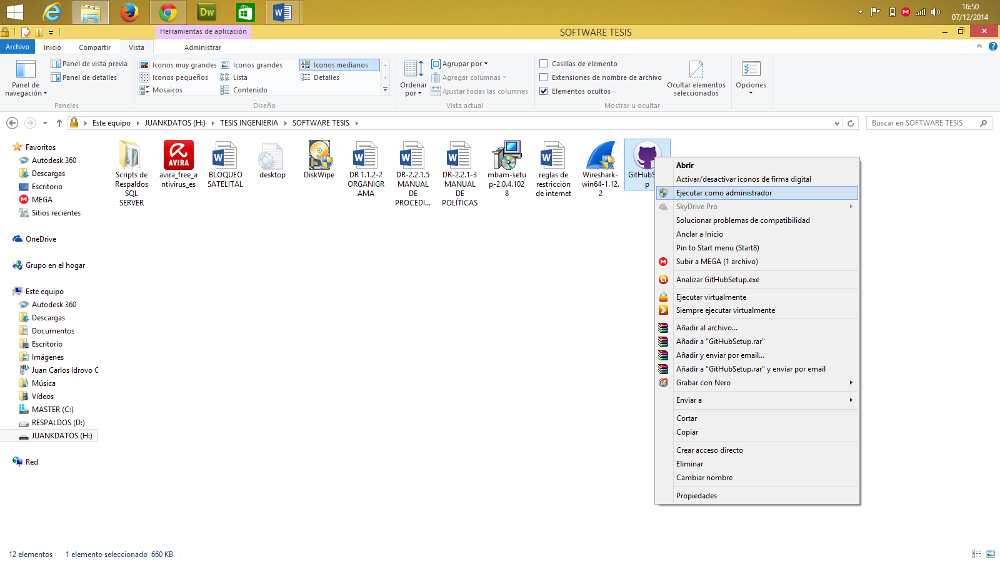 Dw
W
16:50
07/12/2014
Herramientas de aplicación
SOFTWARE TESIS
Archivo
Inicio
Compartir
Vista
Administrar
Panel de navegación
Panel de vista previa
Panel de detalles
Paneles
Iconos muy grandes
Iconos grandes
Iconos medianos
Iconos pequeños
Lista
Detalles
Mosaicos
Contenido
Diseño
Ordenar por
Agrupar por
Agregar columnas
Ajustar todas las columnas
Vista actual
Casillas de elemento
Extensiones de nombre de archivo
Elementos ocultos
Ocultar elementos seleccionados
Mostrar u ocultar
Opciones
Este equipo
JUANKDATOS (H:)
TESIS INGENIERIA
SOFTWARE TESIS
Buscar en SOFTWARE TESIS
Favoritos
Autodesk 360
Descargas
Escritorio
MEGA
Sitios recientes
OneDrive
Grupo en el hogar
Este equipo
Autodesk 360
Descargas
Documentos
Escritorio
Imágenes
Juan Carlos Idrovo C
Música
Vídeos
MASTER (C:)
RESPALDOS (D:)
JUANKDATOS (H:)
Red
Scripts de
Respaldos
SQL
SERVER
AVIRA
avira_free_a
ntivirus_es
BLOQUEO
SATELITAL
desktop
DiskWipe
DR 1.1.2-2
ORGANIGR
AMA
DR-2.2.1.5
MANUAL
DE
PROCEDI...
DR-2.2.1-3
MANUAL
DE
POLÍTICAS
mbam-setu
p-2.0.4.102
8
reglas de
restriccion
de internet
Wireshark-
win64-1.12.
2
GitHubS
p
Abrir
Activar/desactivar iconos de firma digital
Ejecutar como administrador
SkyDrive Pro
Solucionar problemas de compatibilidad
Anclar a Inicio
Pin to Start menu (Start8)
Subir a MEGA (1 archivo)
Analizar GitHubSetup.exe
Ejecutar virtualmente
Siempre ejecutar virtualmente
Añadir al archivo...
Añadir a "GitHubSetup.rar"
Añadir y enviar por email...
Añadir a "GitHubSetup.rar" y enviar por email
Grabar con Nero
Enviar a
Cortar
Copiar
Crear acceso directo
Eliminar
Cambiar nombre
Propiedades
12 elementos
1 elemento seleccionado 660 KB